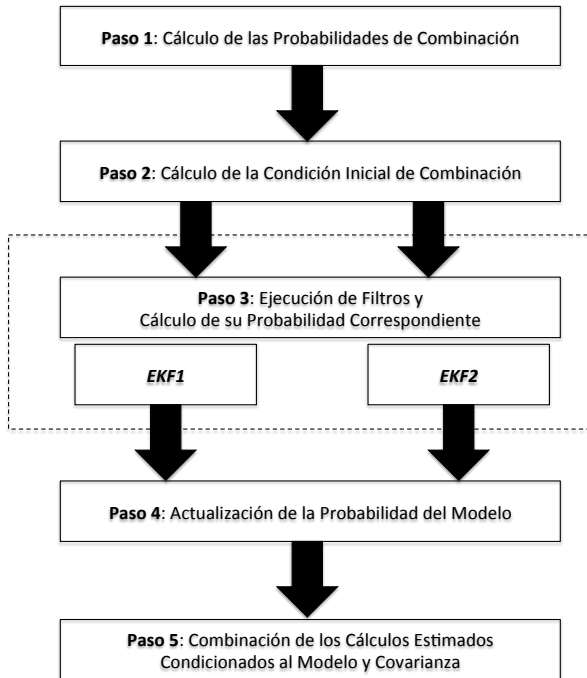 Paso 1: Cálculo de las Probabilidades de Combinación
Paso 2: Cálculo de la Condición Inicial de Combinación
Paso 3: Ejecución de Filtros y
Cálculo de su Probabilidad Correspondiente
EKF1
EKF2
Paso 4: Actualización de la Probabilidad del Modelo
Paso 5: Combinación de los Cálculos Estimados
Condicionados al Modelo y Covarianza